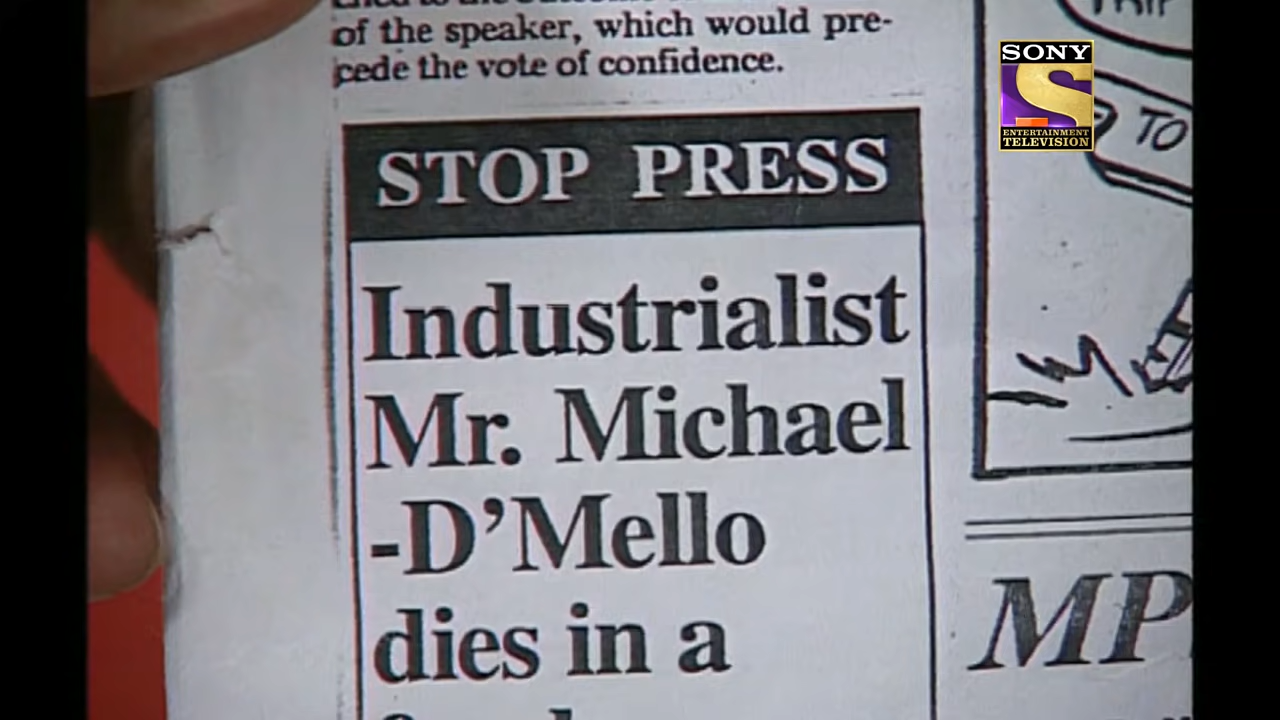 of the speaker, which would pre-
cede the vote of confidence.
STOP PRESS
Industrialist
Mr. Michael
-D’Mello
dies in a
TO
MP
SONY
ENTERTAINMENT
TELEVISION